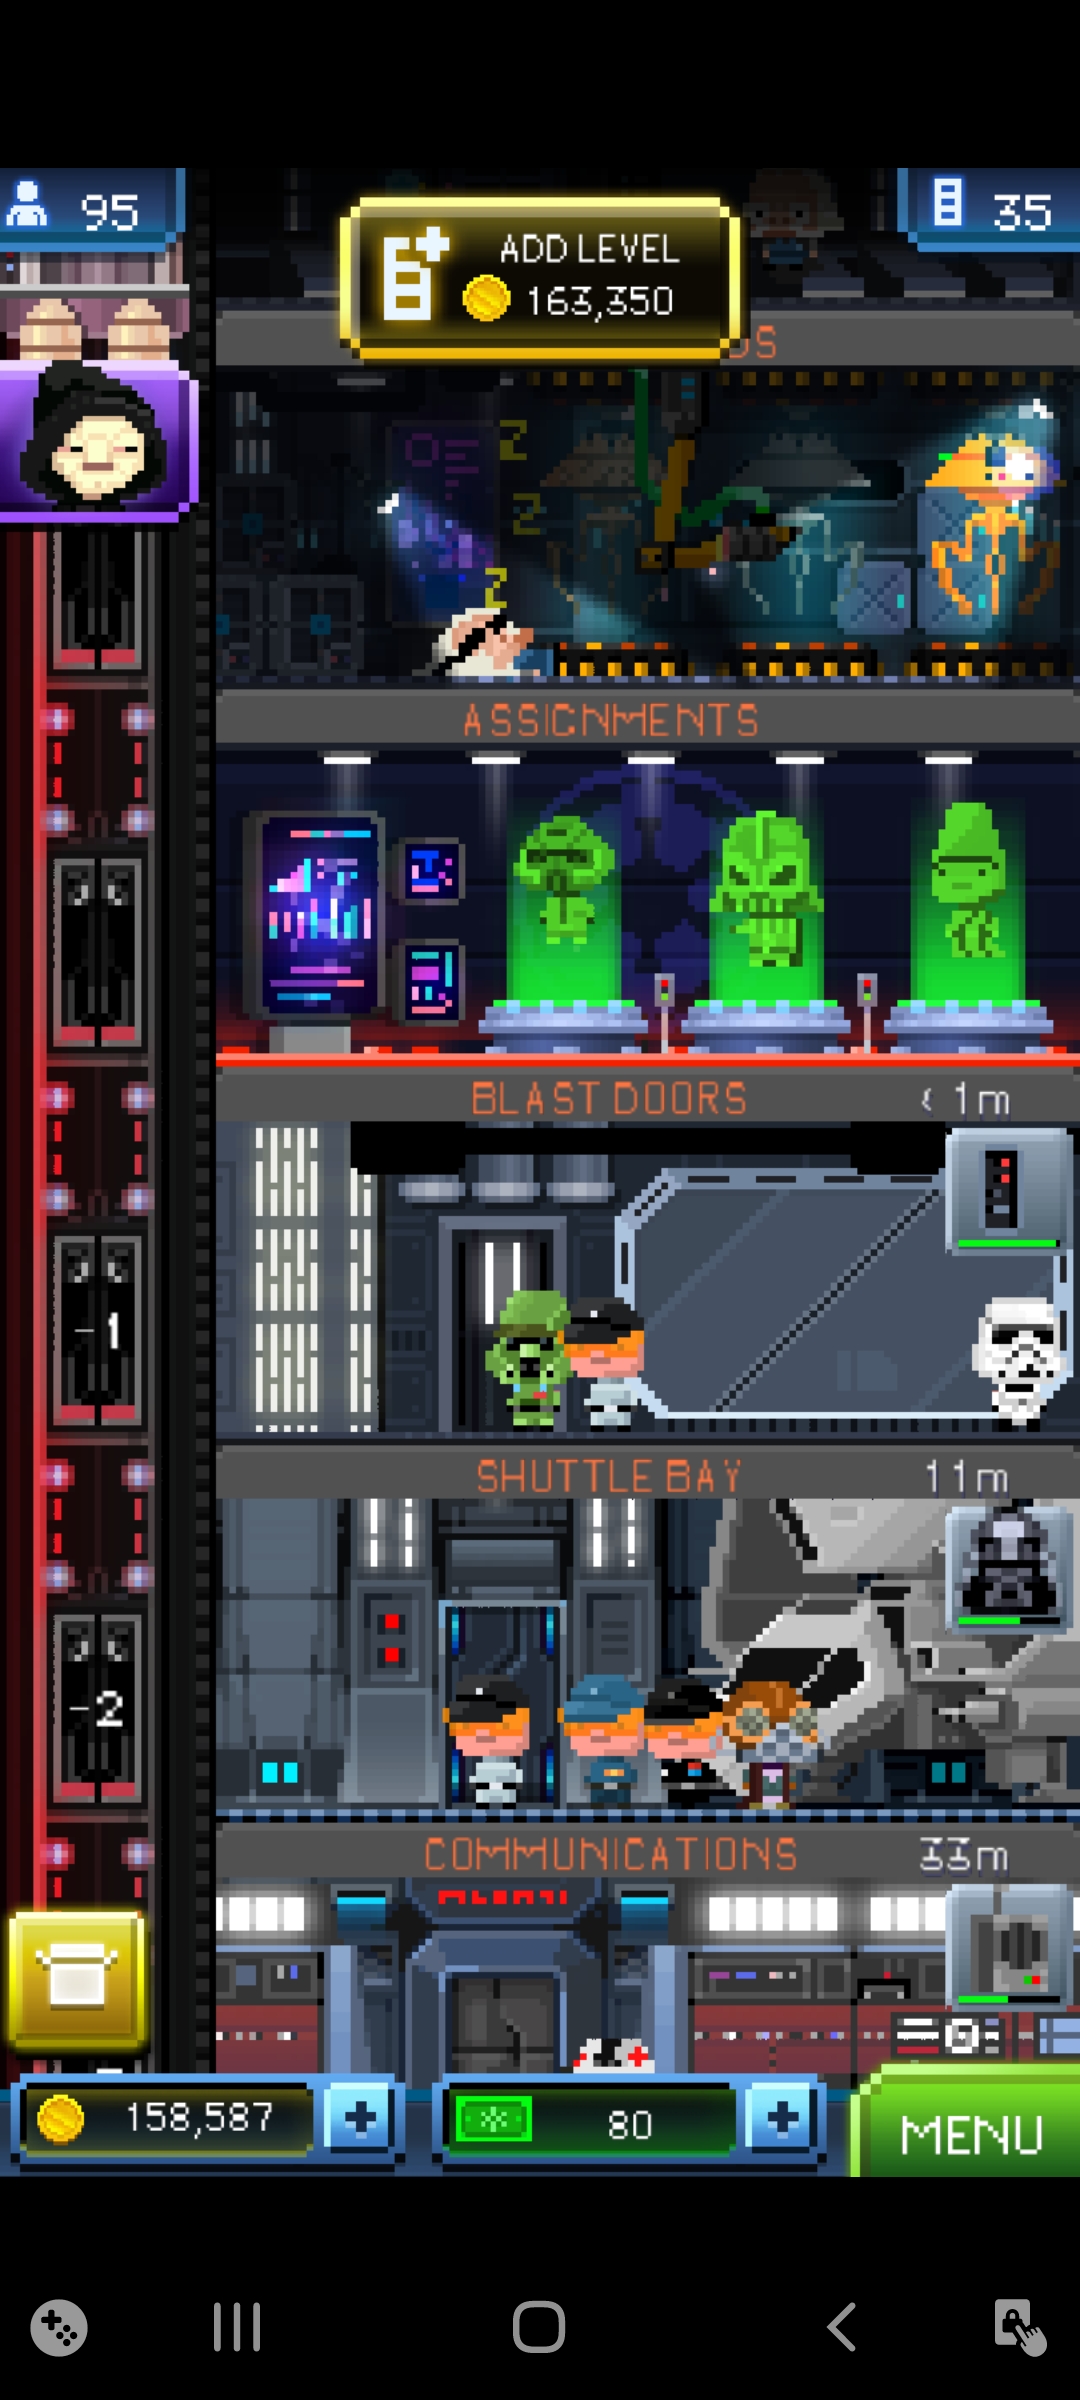 95
35
ADD LEVEL
163,350
DS
Z
Z
Z
ASSIGNMENTS
BLAST DOORS < 1m
-1
SHUTTLE BAY 11m
-2
COMMUNICATIONS 33m
158,587
80
MENU